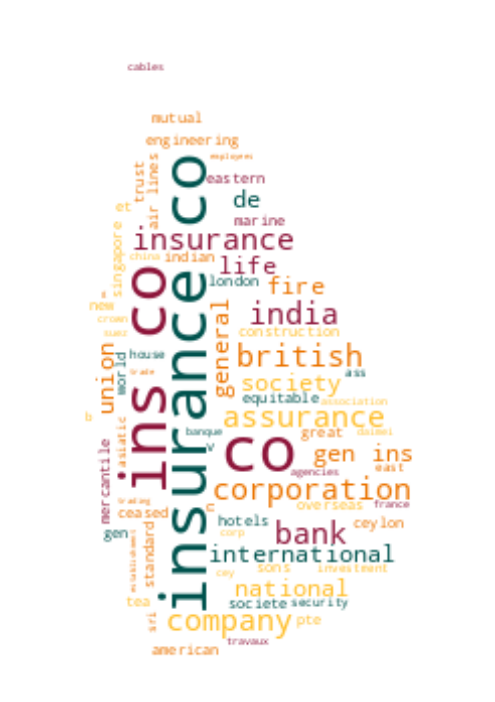 cables
mutual
engineering
employees
trust
air lines
eastern
de
et
marine
singapore
insurance
china
indian
life
insurance co
ins co
london
fire
new
india
crown
general
suez
construction
house
british
world
union
trade
ass
society
equitable
association
b
assurance
banque
great
daimei
v
co
gen ins
asiatic
mercantile
east
agencies
corporation
trading
overseas
france
n
ceased
hotels
ceylon
gen
standard
corp
bank
international
establishment
cey
sons
investment
national
tea
societe
security
sri
company
pte
travaux
american